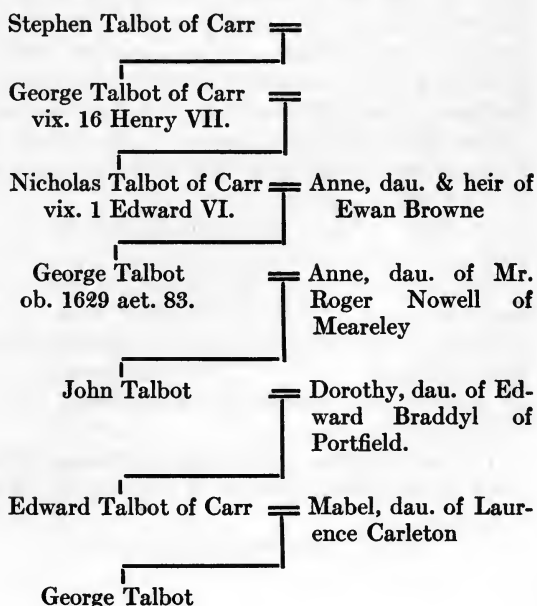 Stephen Talbot of Carr
George Talbot of Carr
vix. 16 Henry VII.
Nicholas Talbot of Carr
vix. 1 Edward VI.
Anne, dau. & heir of
Ewan Browne
George Talbot
ob. 1629 aet. 83.
Anne, dau. of Mr.
Roger Nowell of
Meareley
John Talbot
Dorothy, dau. of Ed-
ward Braddyl of
Portfield.
Edward Talbot of Carr
Mabel, dau. of Laur-
ence Carleton
George Talbot